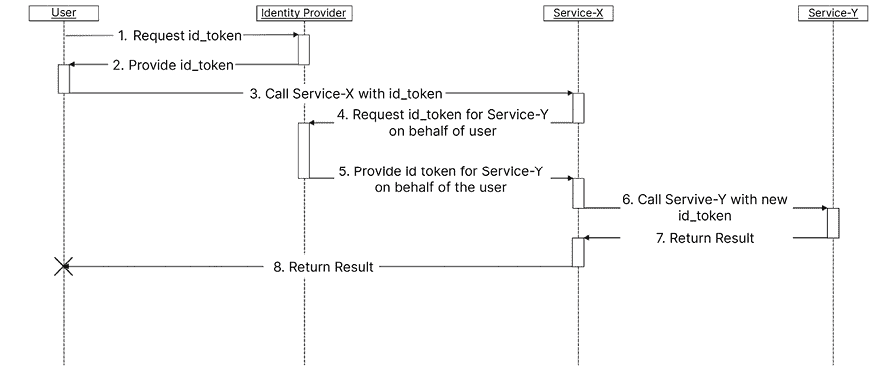 User
Identity Provider
Service-X
Service-Y
1. Request id_token
2. Provide id_token
3. Call Service-X with id_token
4. Request id_token for Service-Y
on behalf of user
5. Provide id token for Service-Y
on behalf of the user
6. Call Servive-Y with new
id_token
7. Return Result
8. Return Result